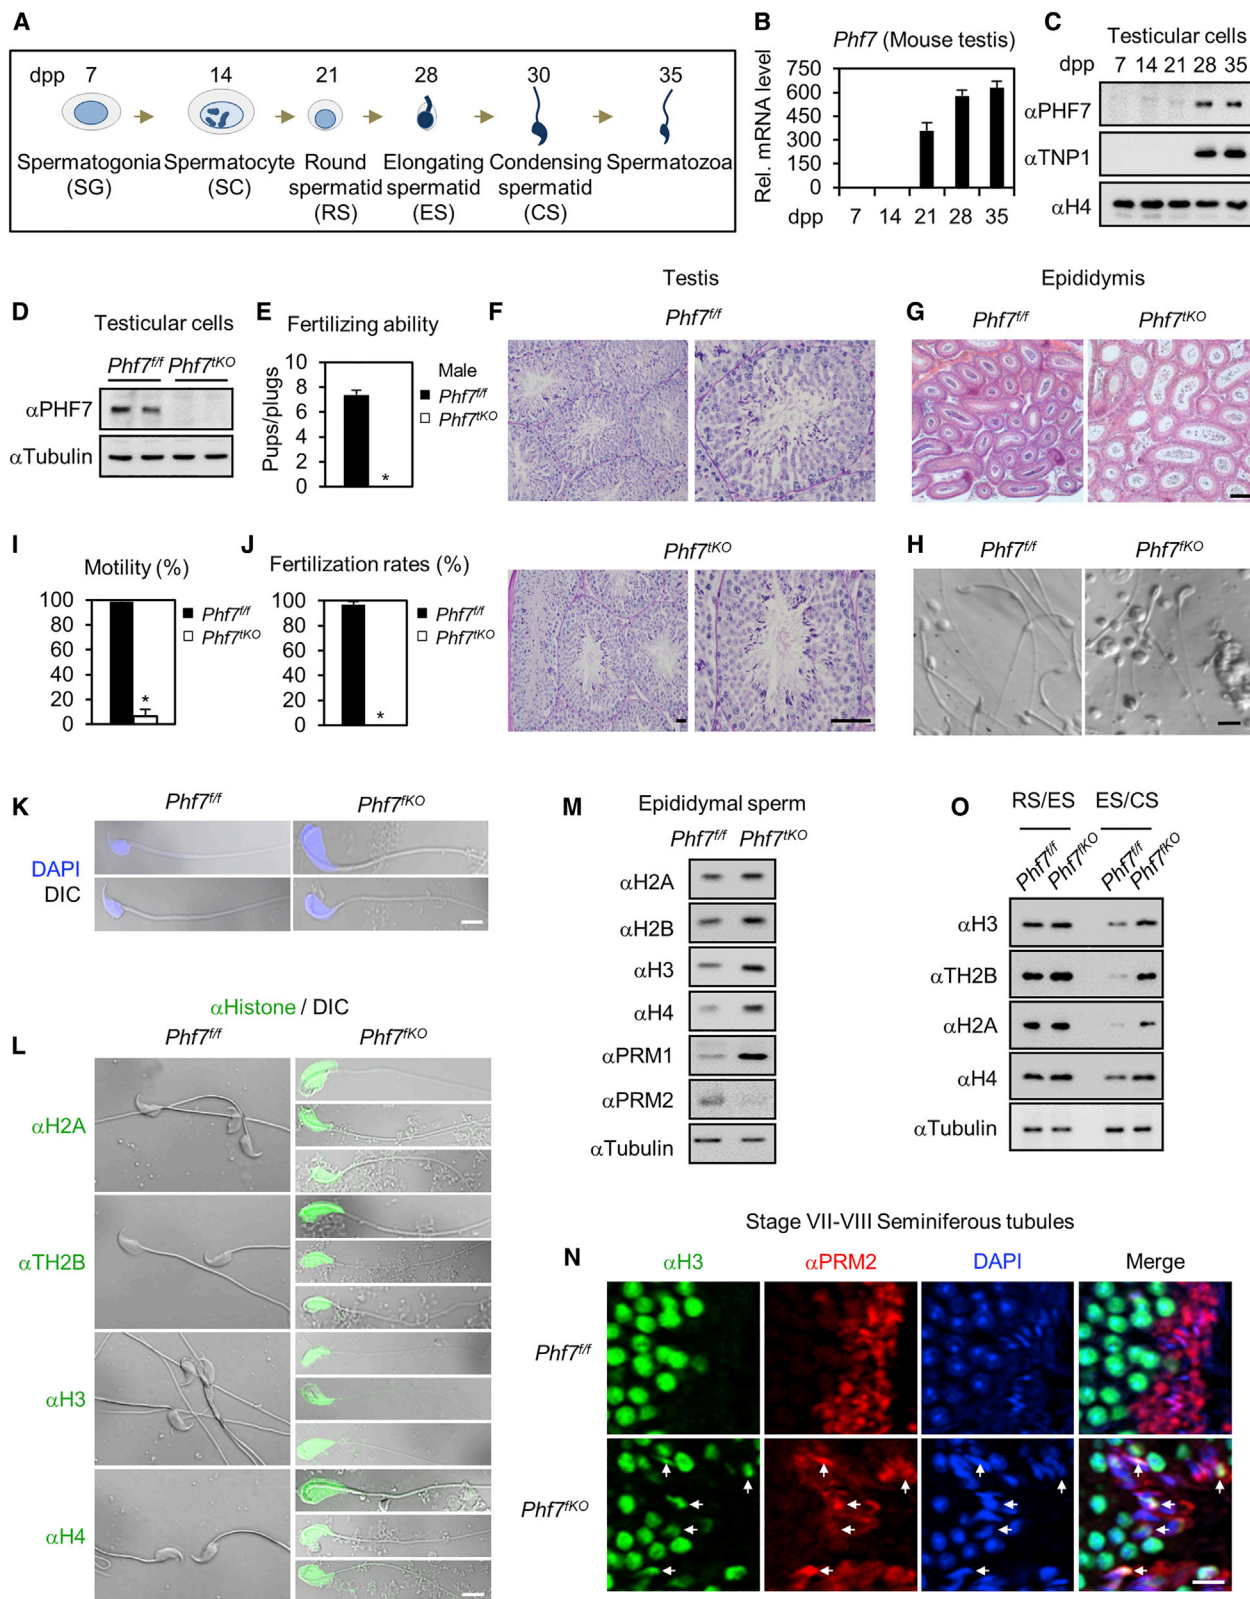 A
dpp 7 14 21 28 30 35
Spermatogonia Spermatocyte Round Elongating Condensing Spermatozoa
(SG) (SC) spermatid spermatid spermatid
(RS) (ES) (CS)
B
Phf7 (Mouse testis)
Rel. mRNA level
750
600
450
300
150
0
dpp 7 14 21 28 35
C
Testicular cells
dpp 7 14 21 28 35
αPHF7
αTNP1
αH4
D
Testicular cells
Phf7f/f Phf7tKO
αPHF7
αTubulin
E
Fertilizing ability
Pups/plugs
10
8
6
4
2
0
*
Male
Phf7f/f
Phf7tKO
Testis
F
Phf7f/f
Phf7tKO
Epididymis
G
Phf7f/f Phf7tKO
H
Phf7f/f Phf7fKO
I
Motility (%)
100
80
60
40
20
0
*
Phf7f/f
Phf7tKO
J
Fertilization rates (%)
100
80
60
40
20
0
*
Phf7f/f
Phf7tKO
K
Phf7f/f Phf7fKO
DAPI
DIC
αHistone / DIC
L
Phf7f/f Phf7fKO
αH2A
αTH2B
αH3
αH4
M
Epididymal sperm
Phf7f/f Phf7tKO
αH2A
αH2B
αH3
αH4
αPRM1
αPRM2
αTubulin
O
RS/ES ES/CS
Phf7f/f Phf7fKO Phf7f/f Phf7fKO
αH3
αTH2B
αH2A
αH4
αTubulin
Stage VII-VIII Seminiferous tubules
N
αH3 αPRM2 DAPI Merge
Phf7f/f
Phf7fKO